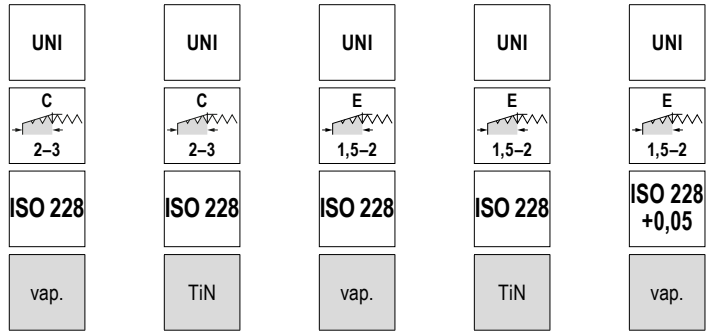 UNI UNI UNI UNI UNI
C C E E E
2–3 2–3 1,5–2 1,5–2 1,5–2
ISO 228 ISO 228 ISO 228 ISO 228 ISO 228
+0,05
vap. TiN vap. TiN vap.